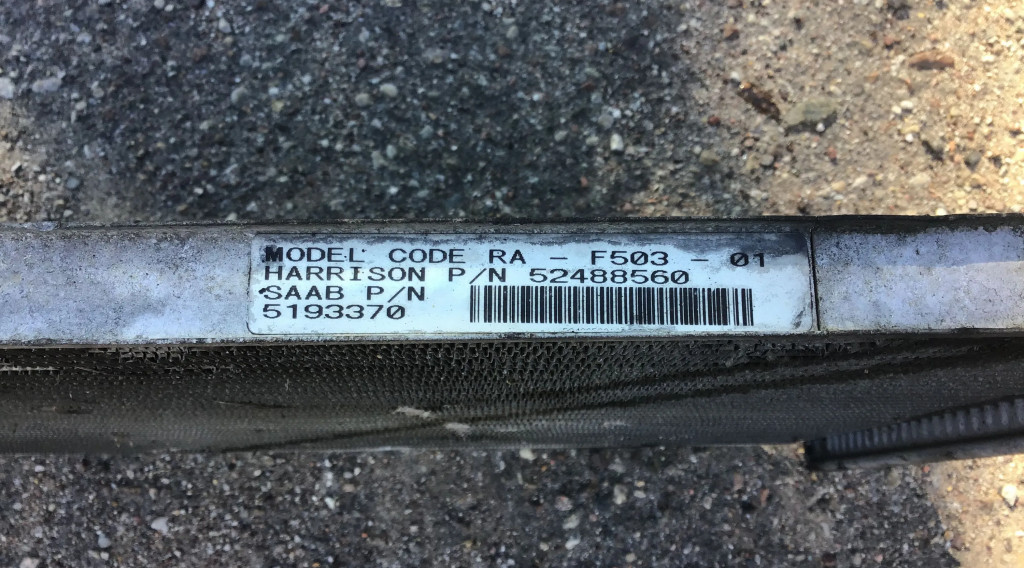 MODEL CODE RA - F503 - 01
HARRISON P/N 52488560
SAAB P/N
5193370